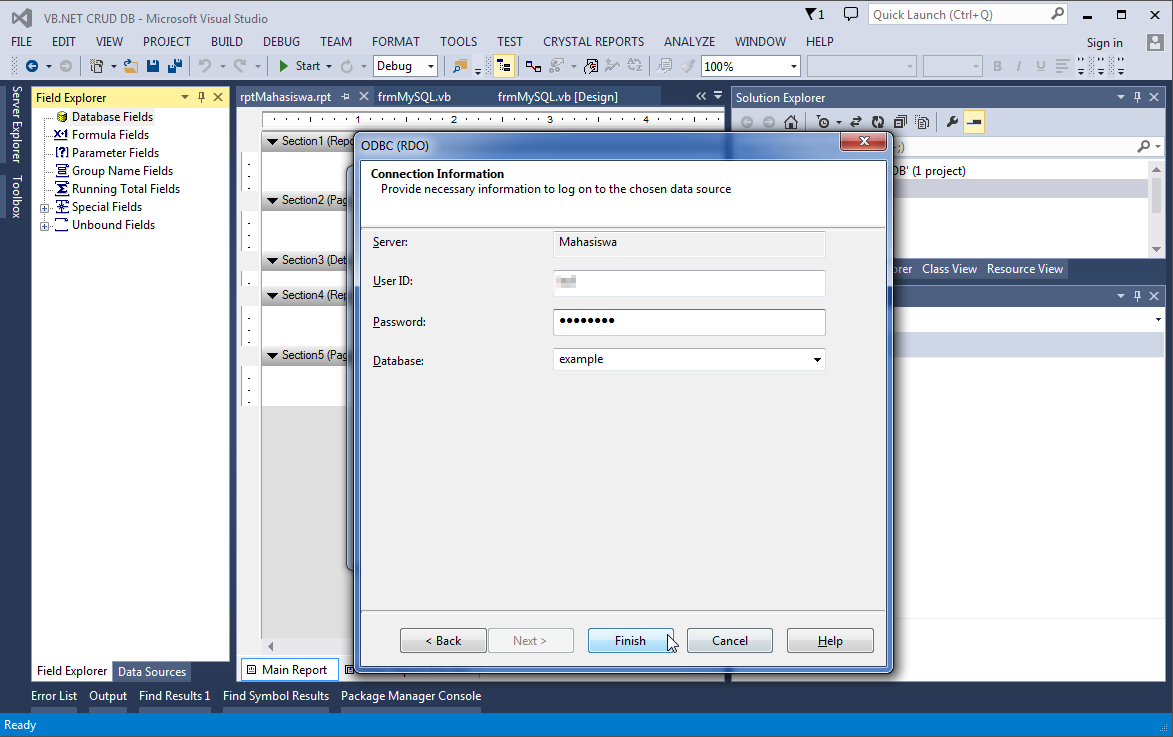 VB.NET CRUD DB - Microsoft Visual Studio
1
Quick Launch (Ctrl+Q)
FILE EDIT VIEW PROJECT BUILD DEBUG TEAM FORMAT TOOLS TEST CRYSTAL REPORTS ANALYZE WINDOW HELP
Sign in
Start Debug 100% B I U
Server Explorer
Toolbox
Field Explorer
Database Fields
Formula Fields
Parameter Fields
Group Name Fields
Running Total Fields
Special Fields
Unbound Fields
Field Explorer Data Sources
rptMahasiswa.rpt frmMySQL.vb frmMySQL.vb [Design]
1 2 3 4
Section1 (Repo
Section2 (Pag
Section3 (Det
Section4 (Rep
Section5 (Pag
Main Report
ODBC (RDO)
Connection Information
Provide necessary information to log on to the chosen data source
Server: Mahasiswa
User ID:
Password: ••••••••
Database: example
< Back Next > Finish Cancel Help
Solution Explorer
;)
DB' (1 project)
orer Class View Resource View
Error List Output Find Results 1 Find Symbol Results Package Manager Console
Ready